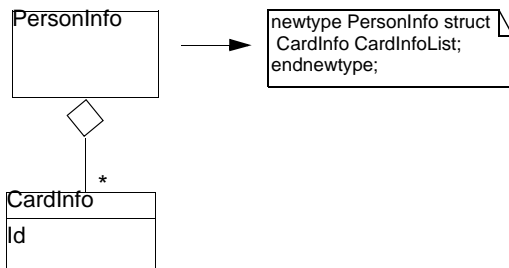 PersonInfo
newtype PersonInfo struct
CardInfo CardInfoList;
endnewtype;
*
CardInfo
Id